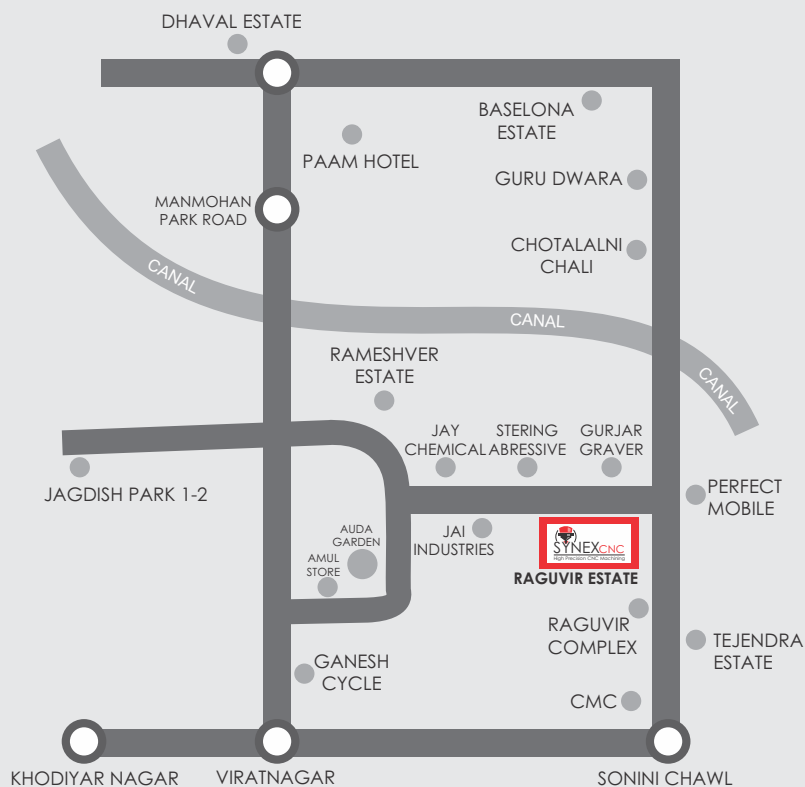 DHAVAL ESTATE
BASELONA
ESTATE
PAAM HOTEL
GURU DWARA
MANMOHAN
PARK ROAD
CHOTALALNI
CHALI
CANAL
CANAL
CANAL
RAMESHVER
ESTATE
JAY
CHEMICAL
STERING
ABRESSIVE
GURJAR
GRAVER
JAGDISH PARK 1-2
PERFECT
MOBILE
AUDA
GARDEN
AMUL
STORE
JAI
INDUSTRIES
SYNEXCNC
High Precision CNC Machining
RAGUVIR ESTATE
RAGUVIR
COMPLEX
TEJENDRA
ESTATE
GANESH
CYCLE
CMC
KHODIYAR NAGAR
VIRATNAGAR
SONINI CHAWL